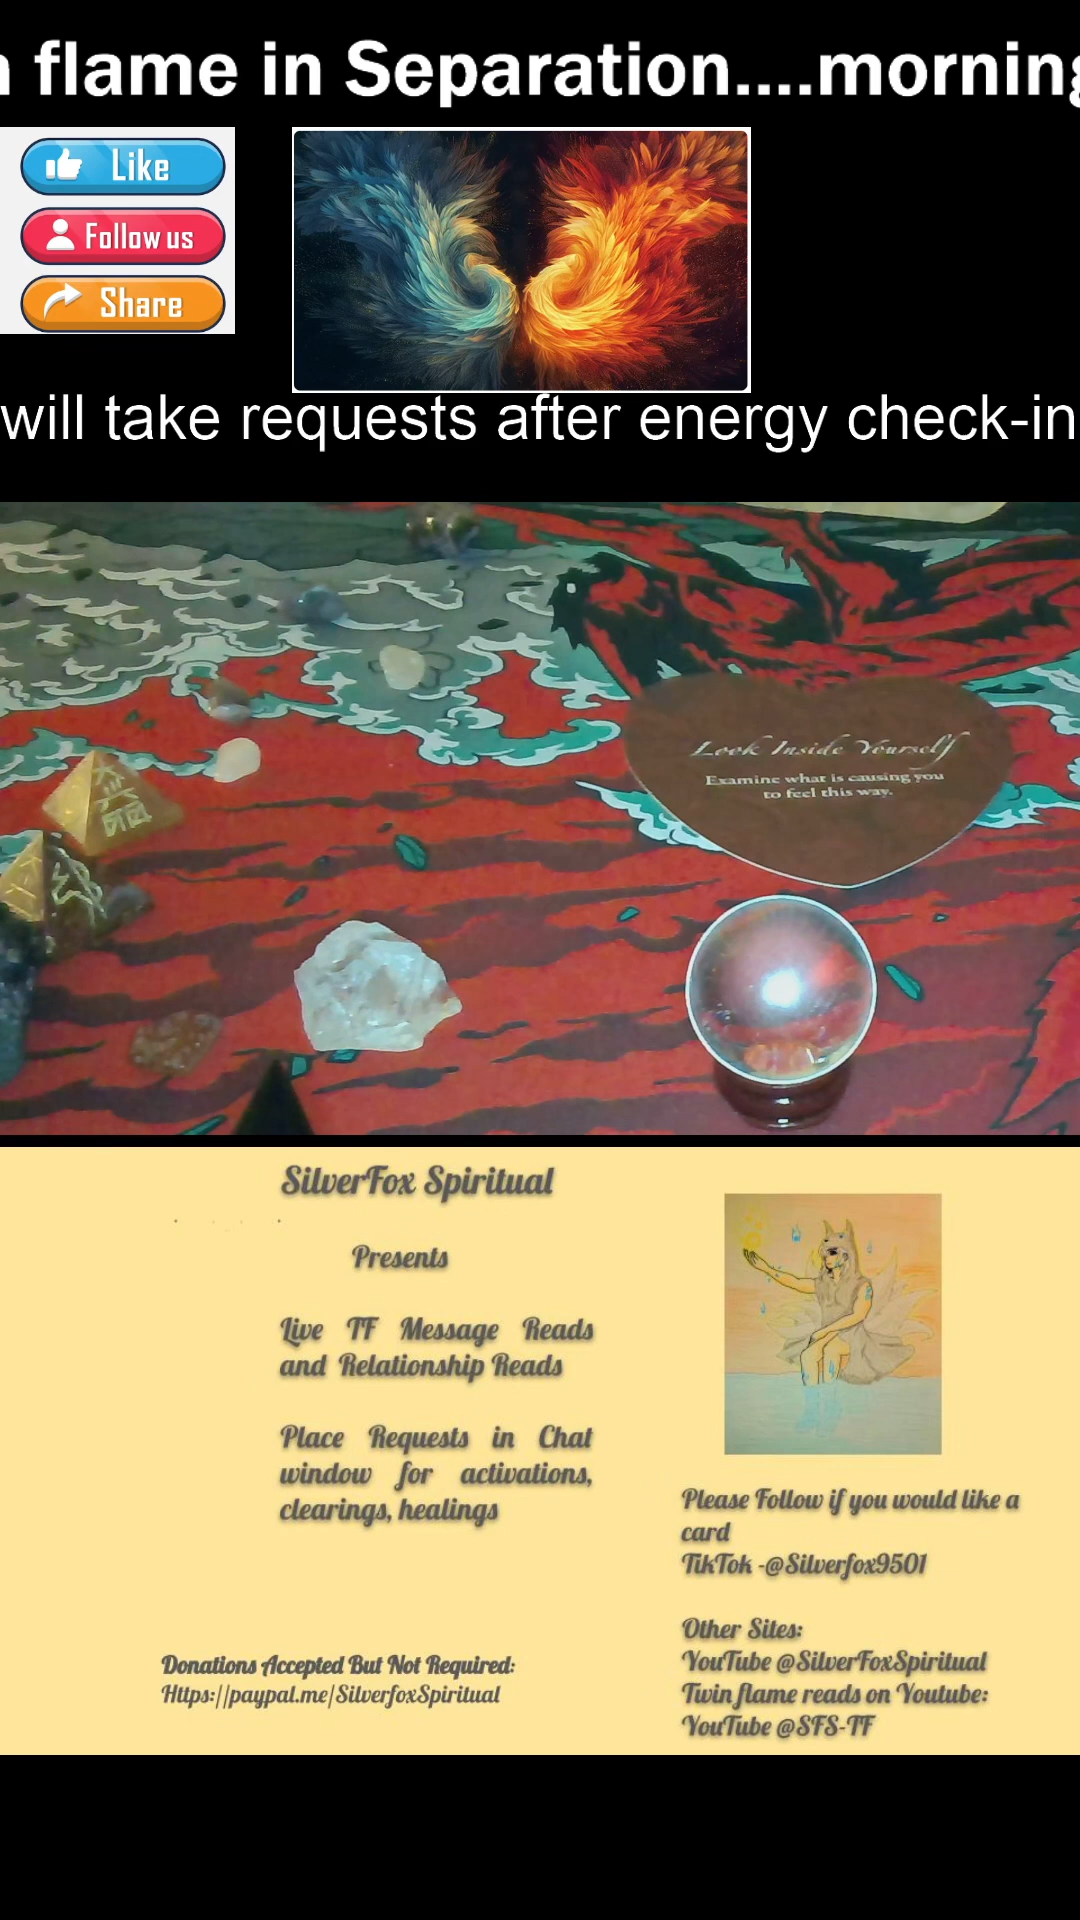 flame in Separation....morning
Like
Follow us
Share
will take requests after energy check-in
Look Inside Yourself
Examine what is causing you
to feel this way.
SilverFox Spiritual
Presents
Live TF Message Reads
and Relationship Reads
Place Requests in Chat
window for activations,
clearings, healings
Donations Accepted But Not Required:
Https://paypal.me/SilverfoxSpiritual
Please Follow if you would like a
card
TikTok -@Silverfox9501
Other Sites:
YouTube @SilverFoxSpiritual
Twin flame reads on Youtube:
YouTube @SFS-TF